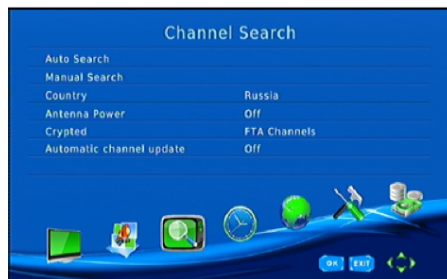 Channel Search
Auto Search
Manual Search
Country Russia
Antenna Power Off
Crypted FTA Channels
Automatic channel update Off
OK EXIT